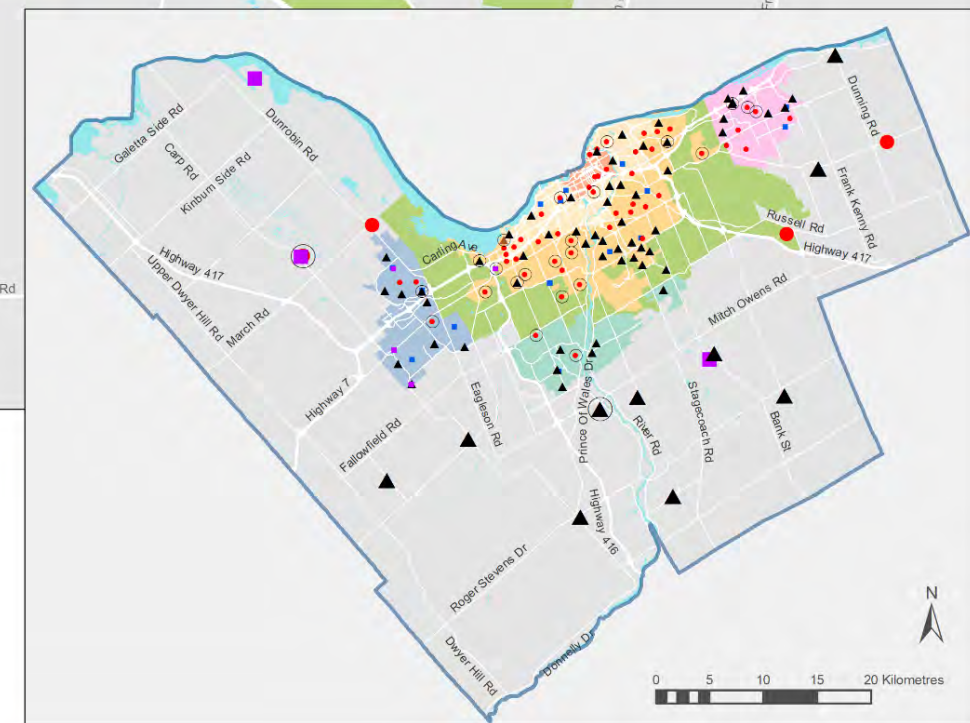 Rd
Galetta Side Rd
Carp Rd
Dunrobin Rd
Kinburn Side Rd
Highway 417
Upper Dwyer Hill Rd
March Rd
Highway 7
Carling Ave
Dunning Rd
Frank Kenny Rd
Russell Rd
Highway 417
Mitch Owens Rd
Eagleson Rd
Fallowfield Rd
Prince Of Wales Dr
River Rd
Stagecoach Rd
Bank St
Highway 416
Roger Stevens Dr
Dwyer Hill Rd
Donnelly Dr
N
0 5 10 15 20 Kilometres